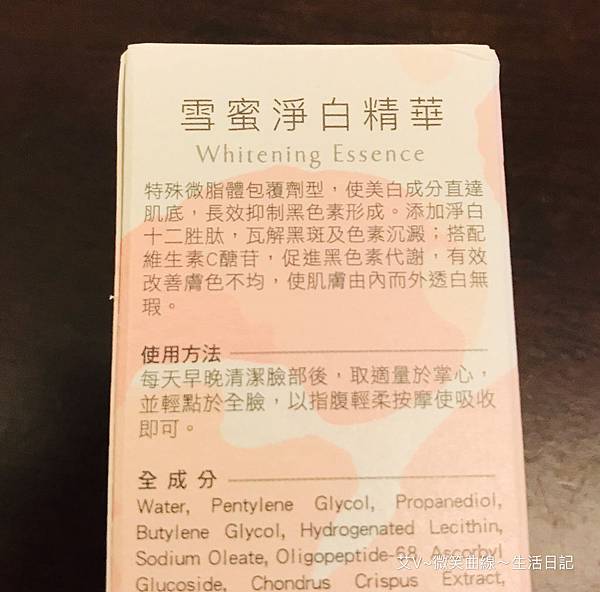 雪蜜淨白精華
Whitening Essence
特殊微脂體包覆劑型，使美白成分直達
肌底，長效抑制黑色素形成。添加淨白
十二胜肽，瓦解黑斑及色素沉澱；搭配
維生素C醣苷，促進黑色素代謝，有效
改善膚色不均，使肌膚由內而外透白無
瑕。
使用方法
每天早晚清潔臉部後，取適量於掌心，
並輕點於全臉，以指腹輕柔按摩使吸收
即可。
全成分
Water, Pentylene Glycol, Propanediol,
Butylene Glycol, Hydrogenated Lecithin,
Sodium Oleate, Oligopeptide-68, Ascorbyl
Glucoside, Chondrus Crispus Extract,
艾V~微笑曲線~生活日記